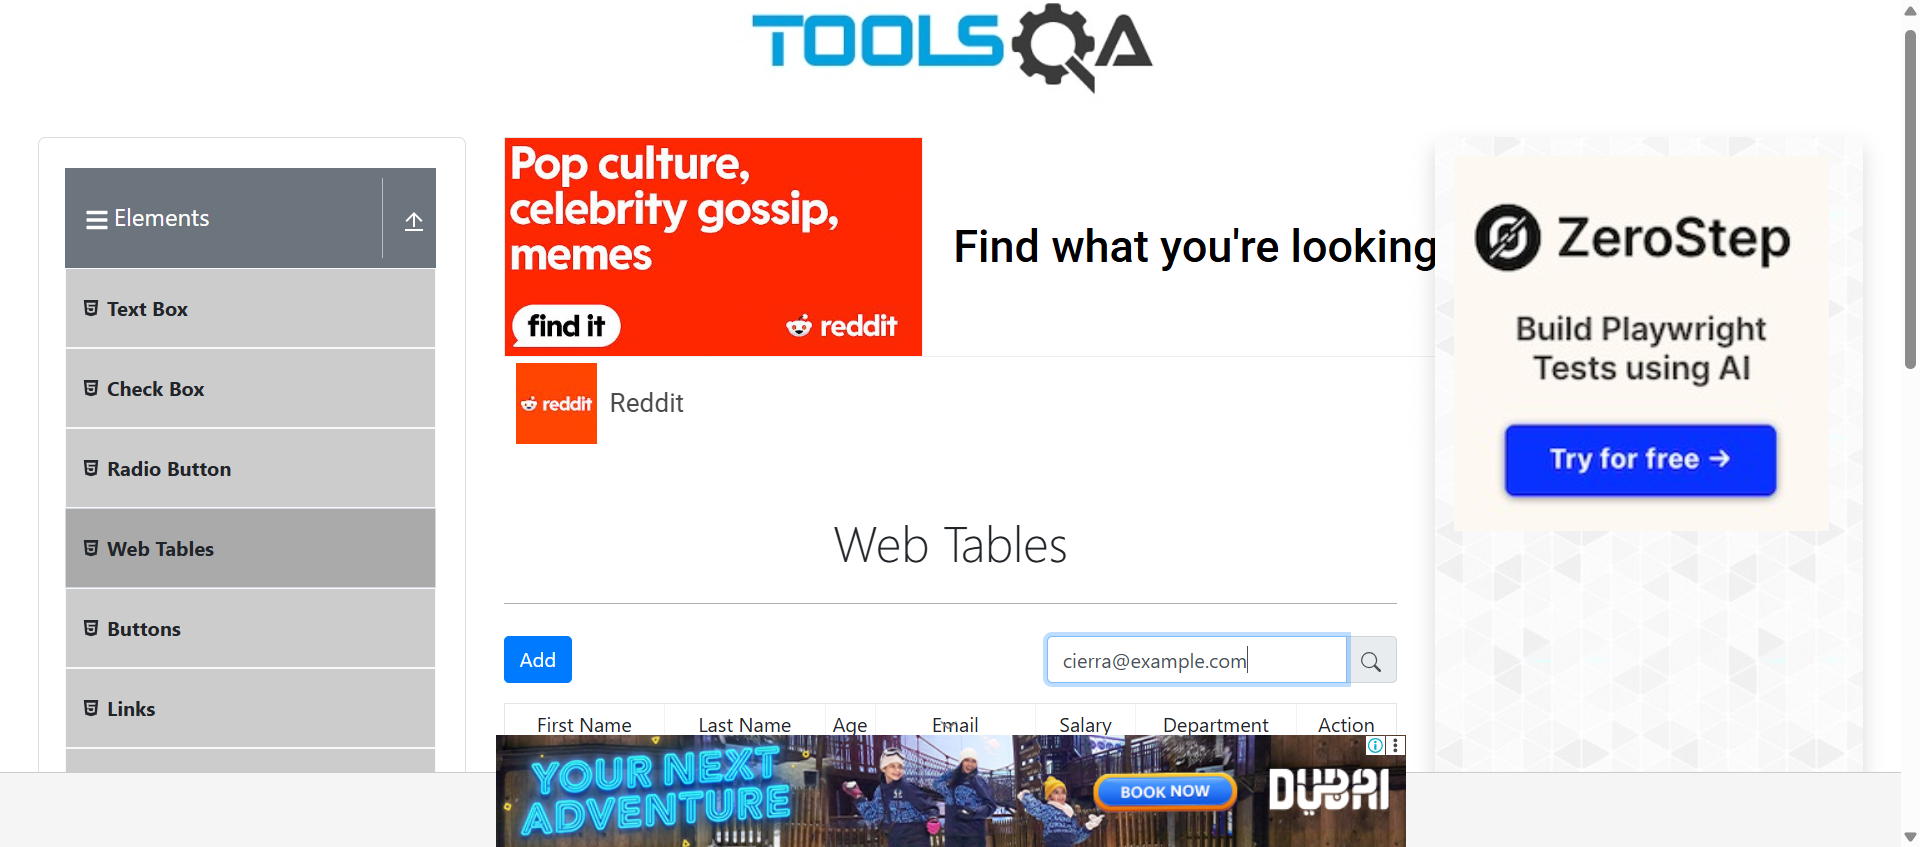 TOOLSQA
Elements
Text Box
Check Box
Radio Button
Web Tables
Buttons
Links
Pop culture,
celebrity gossip,
memes
find it
reddit
Find what you're looking
reddit
Reddit
Web Tables
Add
cierra@example.com
First Name Last Name Age Email Salary Department Action
YOUR NEXT
ADVENTURE
BOOK NOW
DUBAI
ZeroStep
Build Playwright
Tests using AI
Try for free →